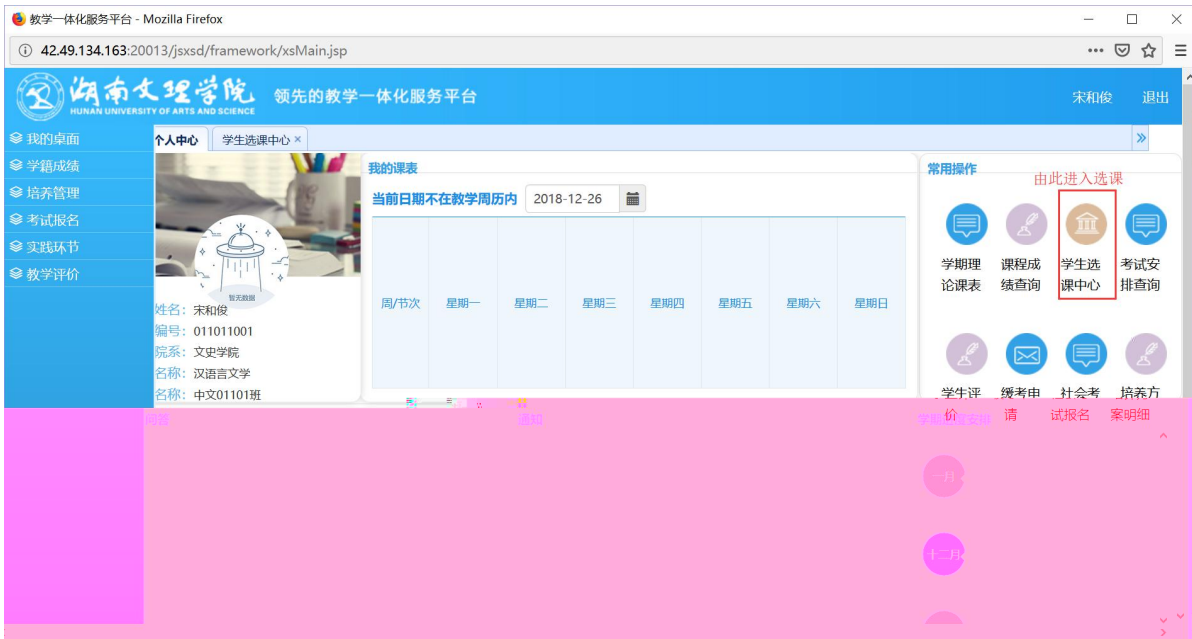 教学一体化服务平台 - Mozilla Firefox
42.49.134.163:20013/jsxsd/framework/xsMain.jsp
湖南文理学院
HUNAN UNIVERSITY OF ARTS AND SCIENCE
领先的教学一体化服务平台
宋和俊 退出
我的桌面
学籍成绩
培养管理
考试报名
实践环节
教学评价
个人中心 学生选课中心 ×
暂无数据
姓名：宋和俊
编号：011011001
院系：文史学院
名称：汉语言文学
名称：中文01101班
我的课表
当前日期不在教学周历内 2018-12-26
周/节次 星期一 星期二 星期三 星期四 星期五 星期六 星期日
常用操作
由此进入选课
学期理论课表
课程成绩查询
学生选课中心
考试安排查询
学生评价
缓考申请
社会考试报名
培养方案明细
问答
通知
学期进度安排
一月
十二月